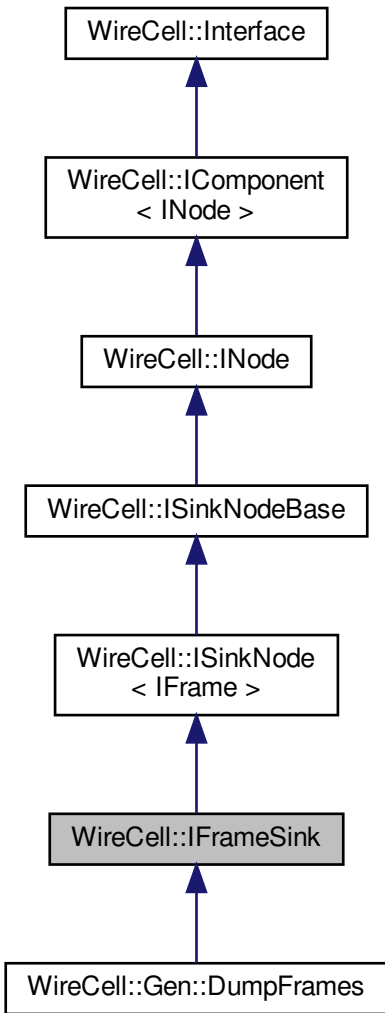 WireCell::Interface
WireCell::IComponent
< INode >
WireCell::INode
WireCell::ISinkNodeBase
WireCell::ISinkNode
< IFrame >
WireCell::IFrameSink
WireCell::Gen::DumpFrames